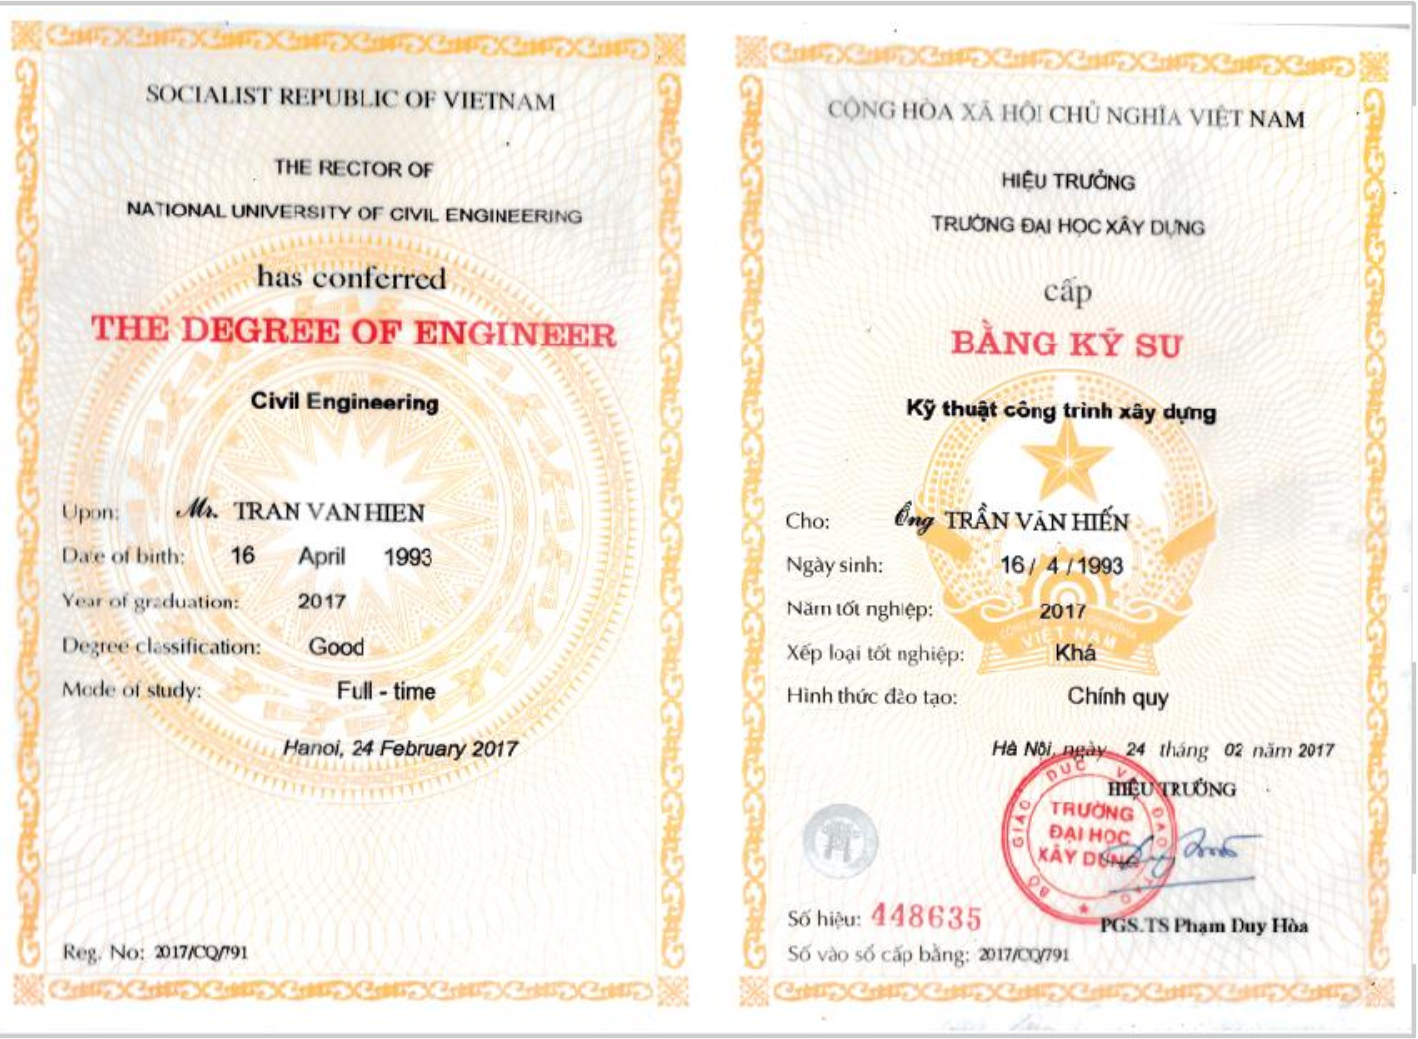 SOCIALIST REPUBLIC OF VIETNAM
THE RECTOR OF
NATIONAL UNIVERSITY OF CIVIL ENGINEERING
has conferred
THE DEGREE OF ENGINEER
Civil Engineering
Upon: Mr. TRAN VAN HIEN
Date of birth: 16 April 1993
Year of graduation: 2017
Degree classification: Good
Mode of study: Full - time
Hanoi, 24 February 2017
Reg. No: 2017/CQ/791
CỘNG HÒA XÃ HỘI CHỦ NGHĨA VIỆT NAM
HIỆU TRƯỞNG
TRƯỜNG ĐẠI HỌC XÂY DỰNG
cấp
BẰNG KỸ SƯ
Kỹ thuật công trình xây dựng
Cho: Ông TRẦN VĂN HIẾN
Ngày sinh: 16 / 4 / 1993
Năm tốt nghiệp: 2017
VIỆT NAM
Xếp loại tốt nghiệp: Khá
Hình thức đào tạo: Chính quy
Hà Nội, ngày 24 tháng 02 năm 2017
HIỆU TRƯỞNG
BỘ GIÁO DỤC VÀ ĐÀO TẠO
TRƯỜNG
ĐẠI HỌC
XÂY DỰNG
PGS.TS Phạm Duy Hòa
Số hiệu: 448635
Số vào sổ cấp bằng: 2017/CQ/791